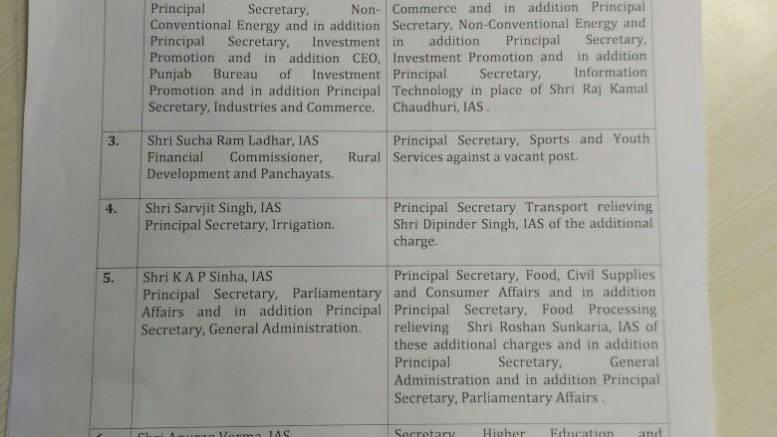 Principal Secretary, Non-
Conventional Energy and in addition
Principal Secretary, Investment
Promotion and in addition CEO,
Punjab Bureau of Investment
Promotion and in addition Principal
Secretary, Industries and Commerce.
Commerce and in addition Principal
Secretary, Non-Conventional Energy and
in addition Principal Secretary,
Investment Promotion and in addition
Principal Secretary, Information
Technology in place of Shri Raj Kamal
Chaudhuri, IAS .
3.
Shri Sucha Ram Ladhar, IAS
Financial Commissioner, Rural
Development and Panchayats.
Principal Secretary, Sports and Youth
Services against a vacant post.
4.
Shri Sarvjit Singh, IAS
Principal Secretary, Irrigation.
Principal Secretary Transport relieving
Shri Dipinder Singh, IAS of the additional
charge.
5.
Shri K A P Sinha, IAS
Principal Secretary, Parliamentary
Affairs and in addition Principal
Secretary, General Administration.
Principal Secretary, Food, Civil Supplies
and Consumer Affairs and in addition
Principal Secretary, Food Processing
relieving Shri Roshan Sunkaria, IAS of
these additional charges and in addition
Principal Secretary, General
Administration and in addition Principal
Secretary, Parliamentary Affairs .
6.
Shri Anurag Verma, IAS
Secretary Higher Education and